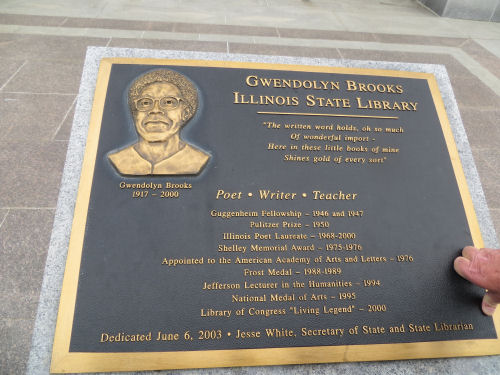 GWENDOLYN BROOKS
ILLINOIS STATE LIBRARY
"The written word holds, oh so much
Of wonderful import -
Here in these little books of mine
Shines gold of every sort"
Gwendolyn Brooks
1917 - 2000
Poet • Writer • Teacher
Guggenheim Fellowship - 1946 and 1947
Pulitzer Prize - 1950
Illinois Poet Laureate - 1968-2000
Shelley Memorial Award - 1975-1976
Appointed to the American Academy of Arts and Letters - 1976
Frost Medal - 1988-1989
Jefferson Lecturer in the Humanities - 1994
National Medal of Arts - 1995
Library of Congress "Living Legend" - 2000
Dedicated June 6, 2003 • Jesse White, Secretary of State and State Librarian